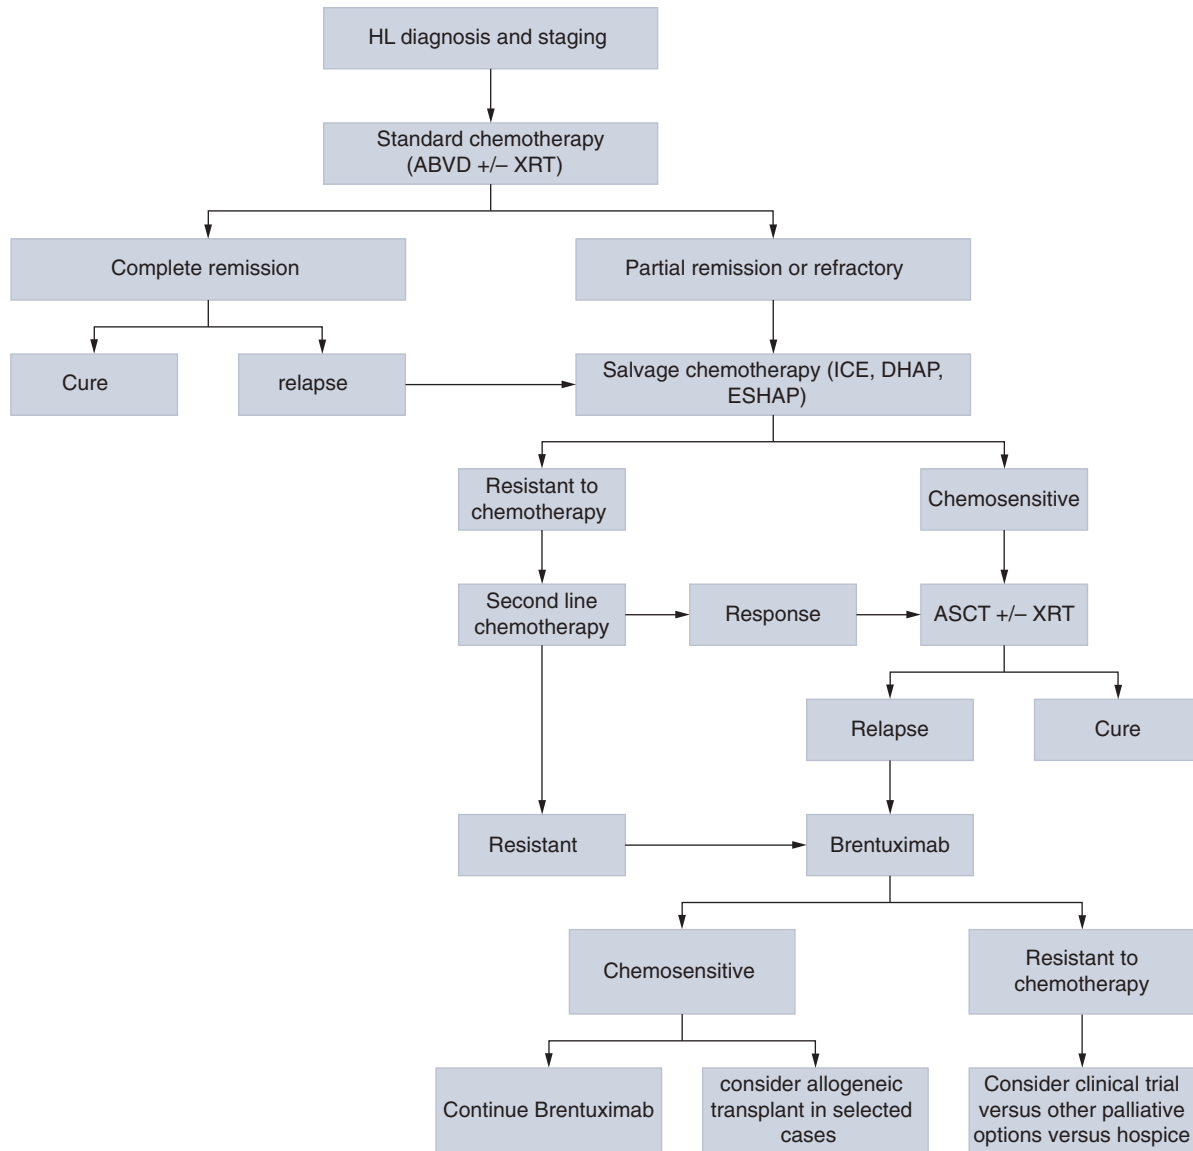 HL diagnosis and staging
Standard chemotherapy
(ABVD +/– XRT)
Complete remission
Partial remission or refractory
Cure
relapse
Salvage chemotherapy (ICE, DHAP,
ESHAP)
Resistant to
chemotherapy
Chemosensitive
Second line
chemotherapy
Response
ASCT +/– XRT
Relapse
Cure
Resistant
Brentuximab
Chemosensitive
Resistant to
chemotherapy
Continue Brentuximab
consider allogeneic
transplant in selected
cases
Consider clinical trial
versus other palliative
options versus hospice